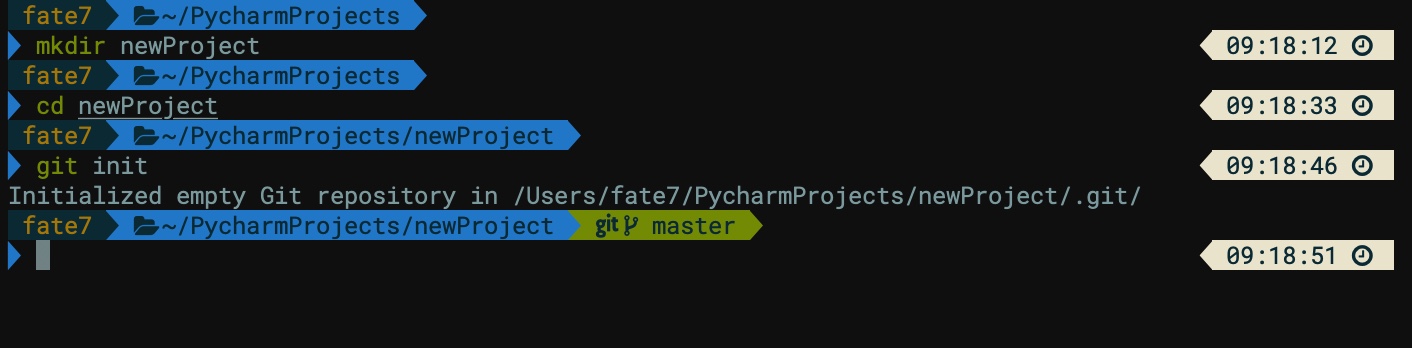 fate7 ~/PycharmProjects
mkdir newProject 09:18:12
fate7 ~/PycharmProjects
cd newProject 09:18:33
fate7 ~/PycharmProjects/newProject
git init 09:18:46
Initialized empty Git repository in /Users/fate7/PycharmProjects/newProject/.git/
fate7 ~/PycharmProjects/newProject git master
09:18:51